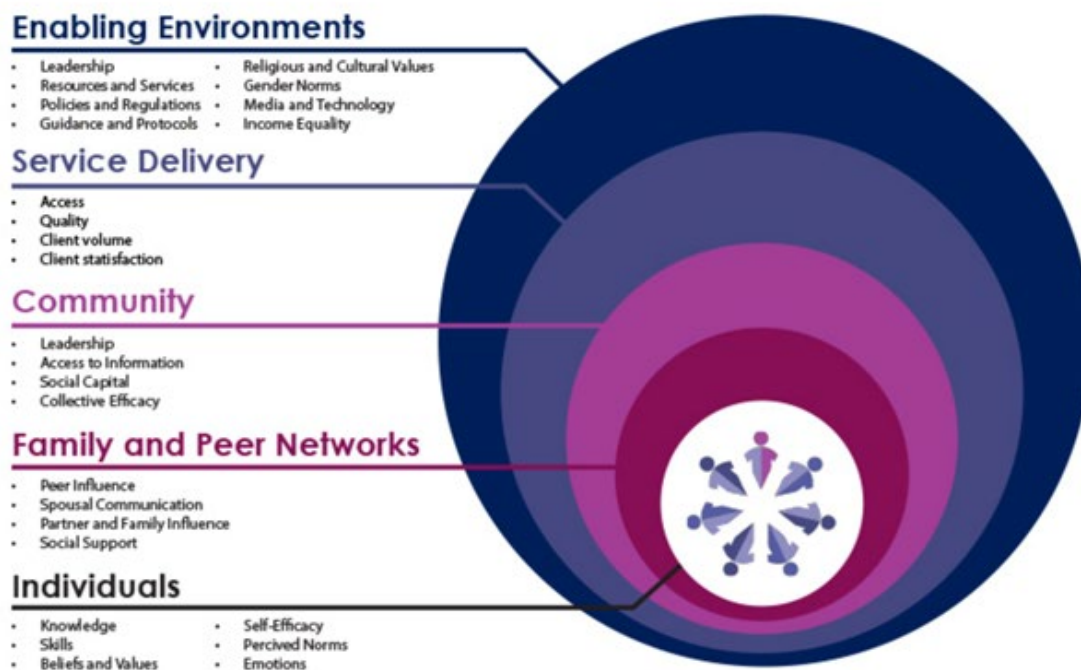 Enabling Environments
• Leadership
• Resources and Services
• Policies and Regulations
• Guidance and Protocols
• Religious and Cultural Values
• Gender Norms
• Media and Technology
• Income Equality
Service Delivery
• Access
• Quality
• Client volume
• Client statisfaction
Community
• Leadership
• Access to Information
• Social Capital
• Collective Efficacy
Family and Peer Networks
• Peer Influence
• Spousal Communication
• Partner and Family Influence
• Social Support
Individuals
• Knowledge
• Skills
• Beliefs and Values
• Self-Efficacy
• Percived Norms
• Emotions